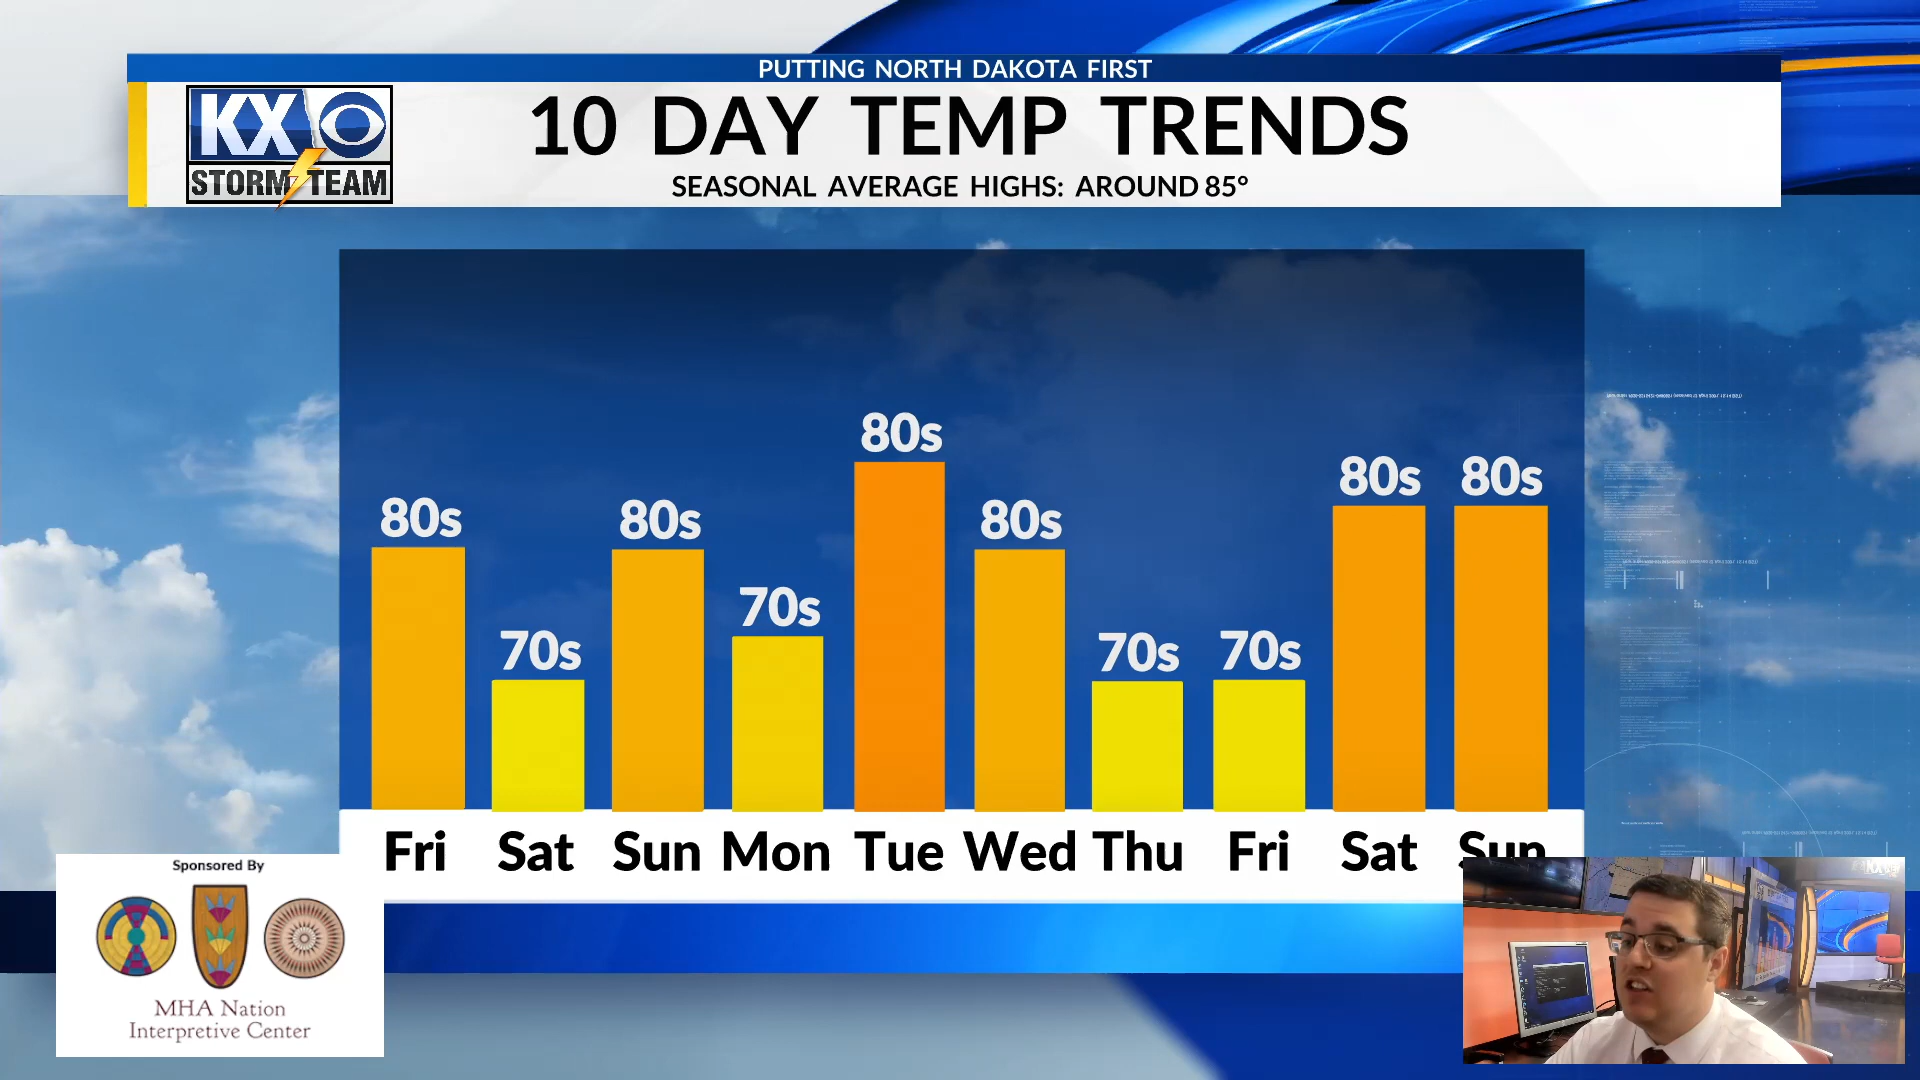 PUTTING NORTH DAKOTA FIRST
KX
STORM TEAM
10 DAY TEMP TRENDS
SEASONAL AVERAGE HIGHS: AROUND 85°
80s 70s 80s 70s 80s 80s 70s 70s 80s 80s
Fri Sat Sun Mon Tue Wed Thu Fri Sat Sun
Sponsored By
MHA Nation
Interpretive Center